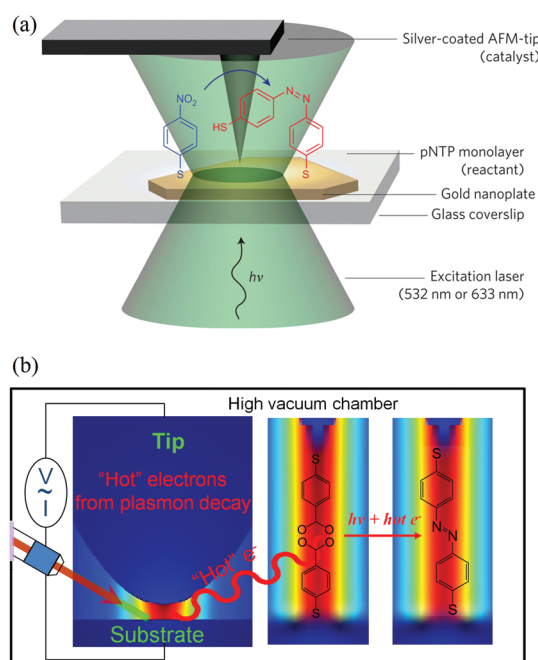 (a)
Silver-coated AFM-tip
(catalyst)
NO2
N=N
HS
S
S
pNTP monolayer
(reactant)
Gold nanoplate
Glass coverslip
hν
Excitation laser
(532 nm or 633 nm)
(b)
High vacuum chamber
Tip
"Hot" electrons
from plasmon decay
V
~
I
"Hot" e-
Substrate
S
O O
O O
S
hv + hot e-
S
N
N
S